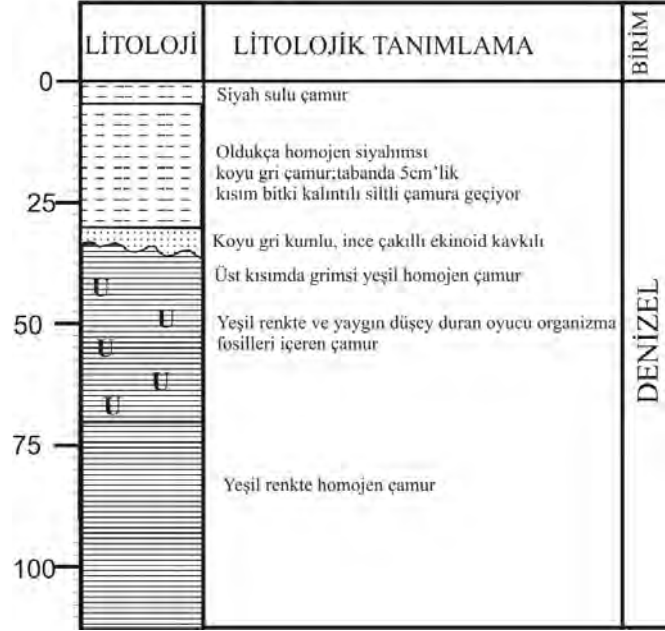 LİTOLOJİ
LİTOLOJİK TANIMLAMA
BİRİM
0
Siyah sulu çamur
Oldukça homojen siyahımsı
koyu gri çamur;tabanda 5cm'lik
kısım bitki kalıntılı siltli çamura geçiyor
25
Koyu gri kumlu, ince çakıllı ekinoid kavkılı
Üst kısımda grimsi yeşil homojen çamur
U
U
50
Yeşil renkte ve yaygın düşey duran oyucu organizma
fosilleri içeren çamur
U
U
U
DENİZEL
75
Yeşil renkte homojen çamur
100